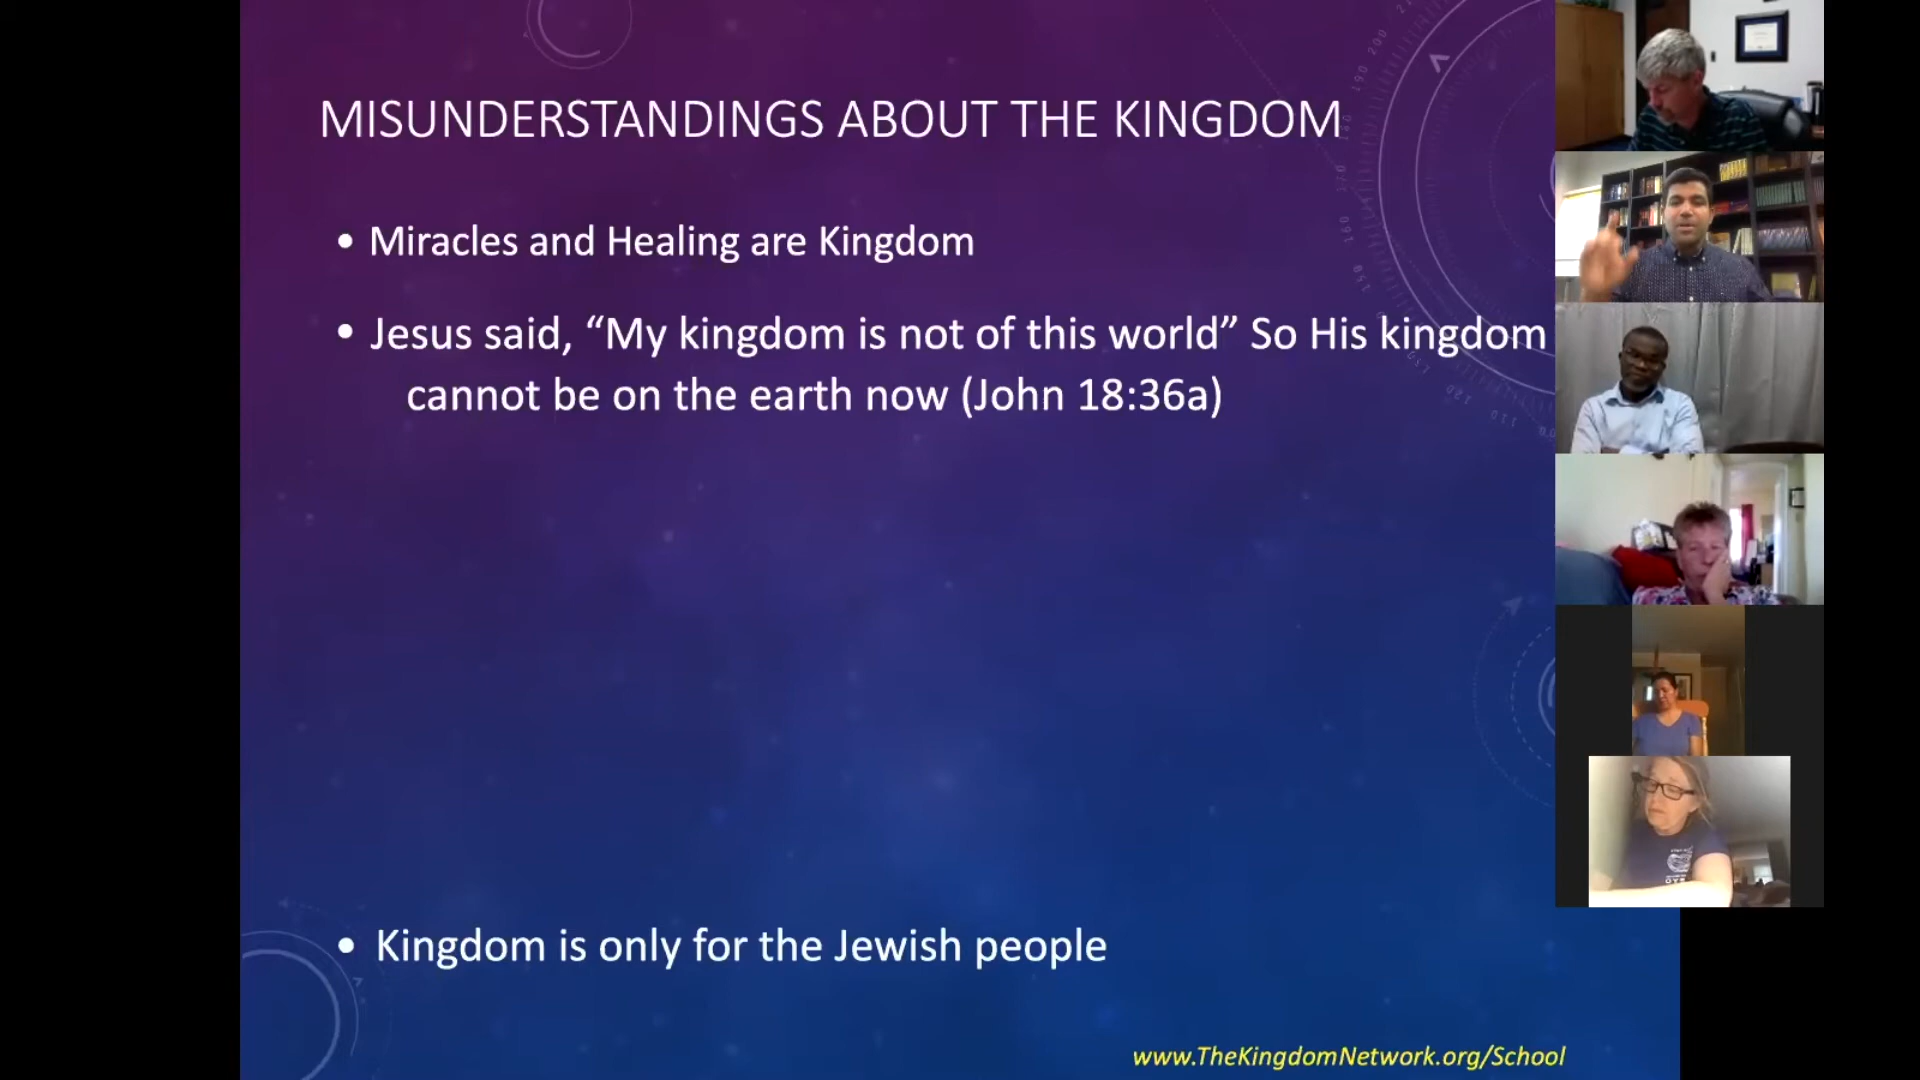 MISUNDERSTANDINGS ABOUT THE KINGDOM
• Miracles and Healing are Kingdom
• Jesus said, “My kingdom is not of this world” So His kingdom
cannot be on the earth now (John 18:36a)
• Kingdom is only for the Jewish people
www.TheKingdomNetwork.org/School